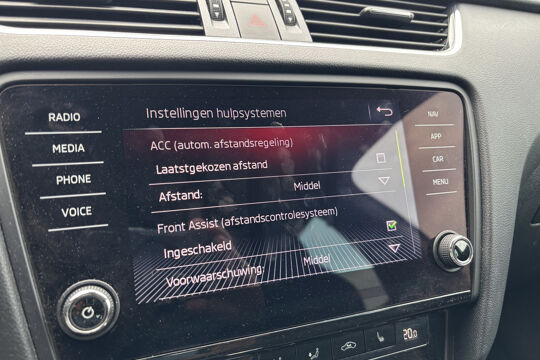 RADIO
MEDIA
PHONE
VOICE
Instellingen hulpsystemen
ACC (autom. afstandsregeling)
Laatstgekozen afstand
Afstand: Middel
Front Assist (afstandscontrolesysteem)
Ingeschakeld
Voorwaarschuwing: Middel
NAV
APP
CAR
MENU
20.0